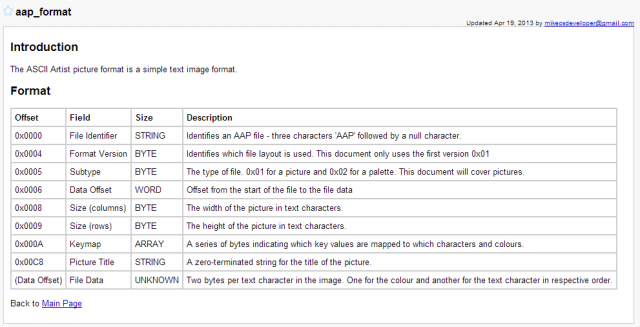 aap_format
Updated Apr 19, 2013 by mikeosdeveloper@gmail.com
Introduction
The ASCII Artist picture format is a simple text image format.
Format
Offset Field Size Description
0x0000 File Identifier STRING Identifies an AAP file - three characters 'AAP' followed by a null character.
0x0004 Format Version BYTE Identifies which file layout is used. This document only uses the first version 0x01
0x0005 Subtype BYTE The type of file. 0x01 for a picture and 0x02 for a palette. This document will cover pictures.
0x0006 Data Offset WORD Offset from the start of the file to the file data
0x0008 Size (columns) BYTE The width of the picture in text characters.
0x0009 Size (rows) BYTE The height of the picture in text characters.
0x000A Keymap ARRAY A series of bytes indicating which key values are mapped to which characters and colours.
0x00C8 Picture Title STRING A zero-terminated string for the title of the picture.
(Data Offset) File Data UNKNOWN Two bytes per text character in the image. One for the colour and another for the text character in respective order.
Back to Main Page